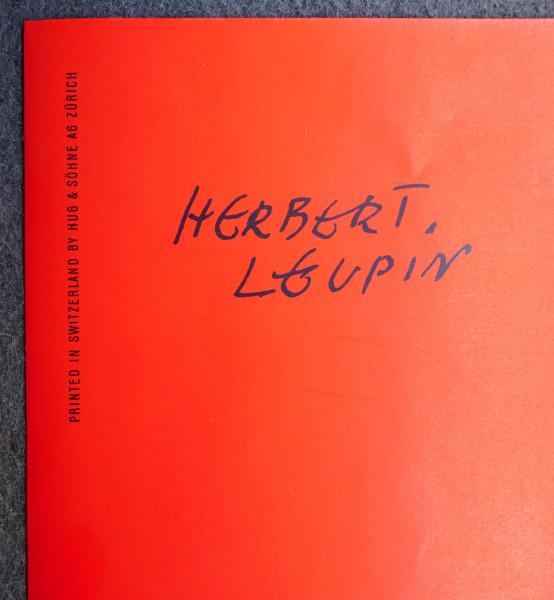 PRINTED IN SWITZERLAND BY HUG & SÖHNE AG ZÜRICH
HERBERT.
LEUPIN